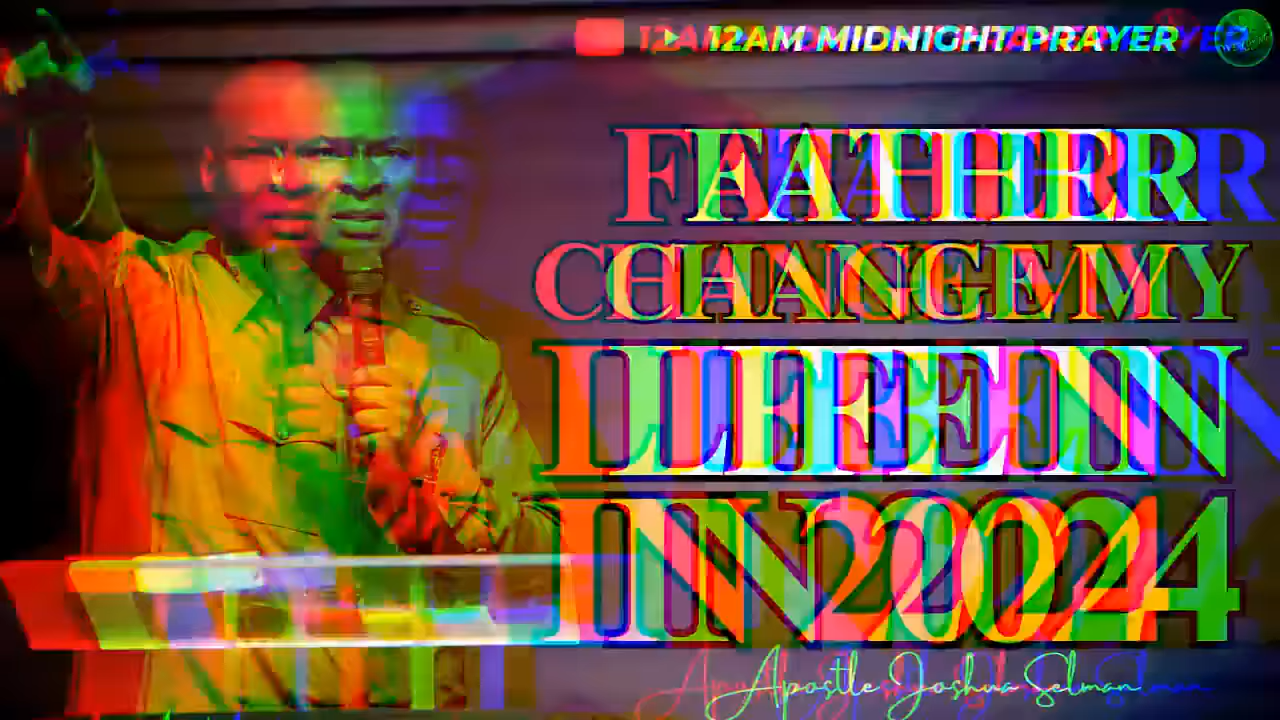 12AM MIDNIGHT PRAYER
FATHER
CHANGE MY
LIFE IN
IN 2024
Apostle Joshua Selman